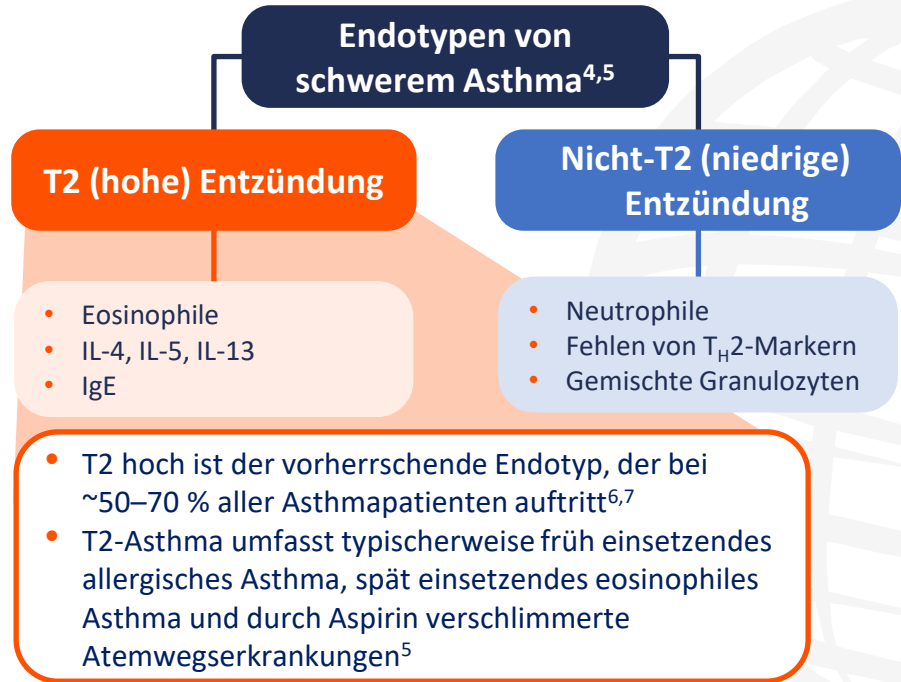 Endotypen von
schwerem Asthma4,5
T2 (hohe) Entzündung
Nicht-T2 (niedrige)
Entzündung
• Eosinophile
• IL-4, IL-5, IL-13
• IgE
• Neutrophile
• Fehlen von TH2-Markern
• Gemischte Granulozyten
• T2 hoch ist der vorherrschende Endotyp, der bei
~50–70 % aller Asthmapatienten auftritt6,7
• T2-Asthma umfasst typischerweise früh einsetzendes
allergisches Asthma, spät einsetzendes eosinophiles
Asthma und durch Aspirin verschlimmerte
Atemwegserkrankungen5